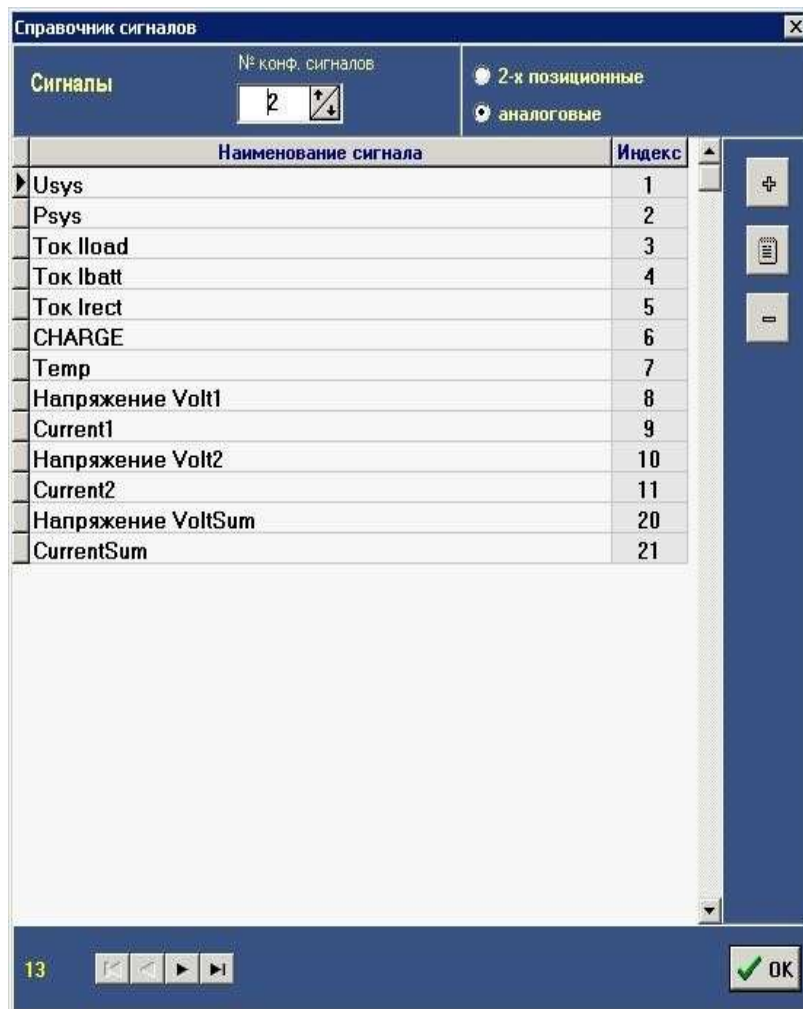 Справочник сигналов
№ конф. сигналов
Сигналы
2
2-х позиционные
аналоговые
Наименование сигнала Индекс
Usys 1
Psys 2
Ток Iload 3
Ток Ibatt 4
Ток Irect 5
CHARGE 6
Temp 7
Напряжение Volt1 8
Current1 9
Напряжение Volt2 10
Current2 11
Напряжение VoltSum 20
CurrentSum 21
13
OK